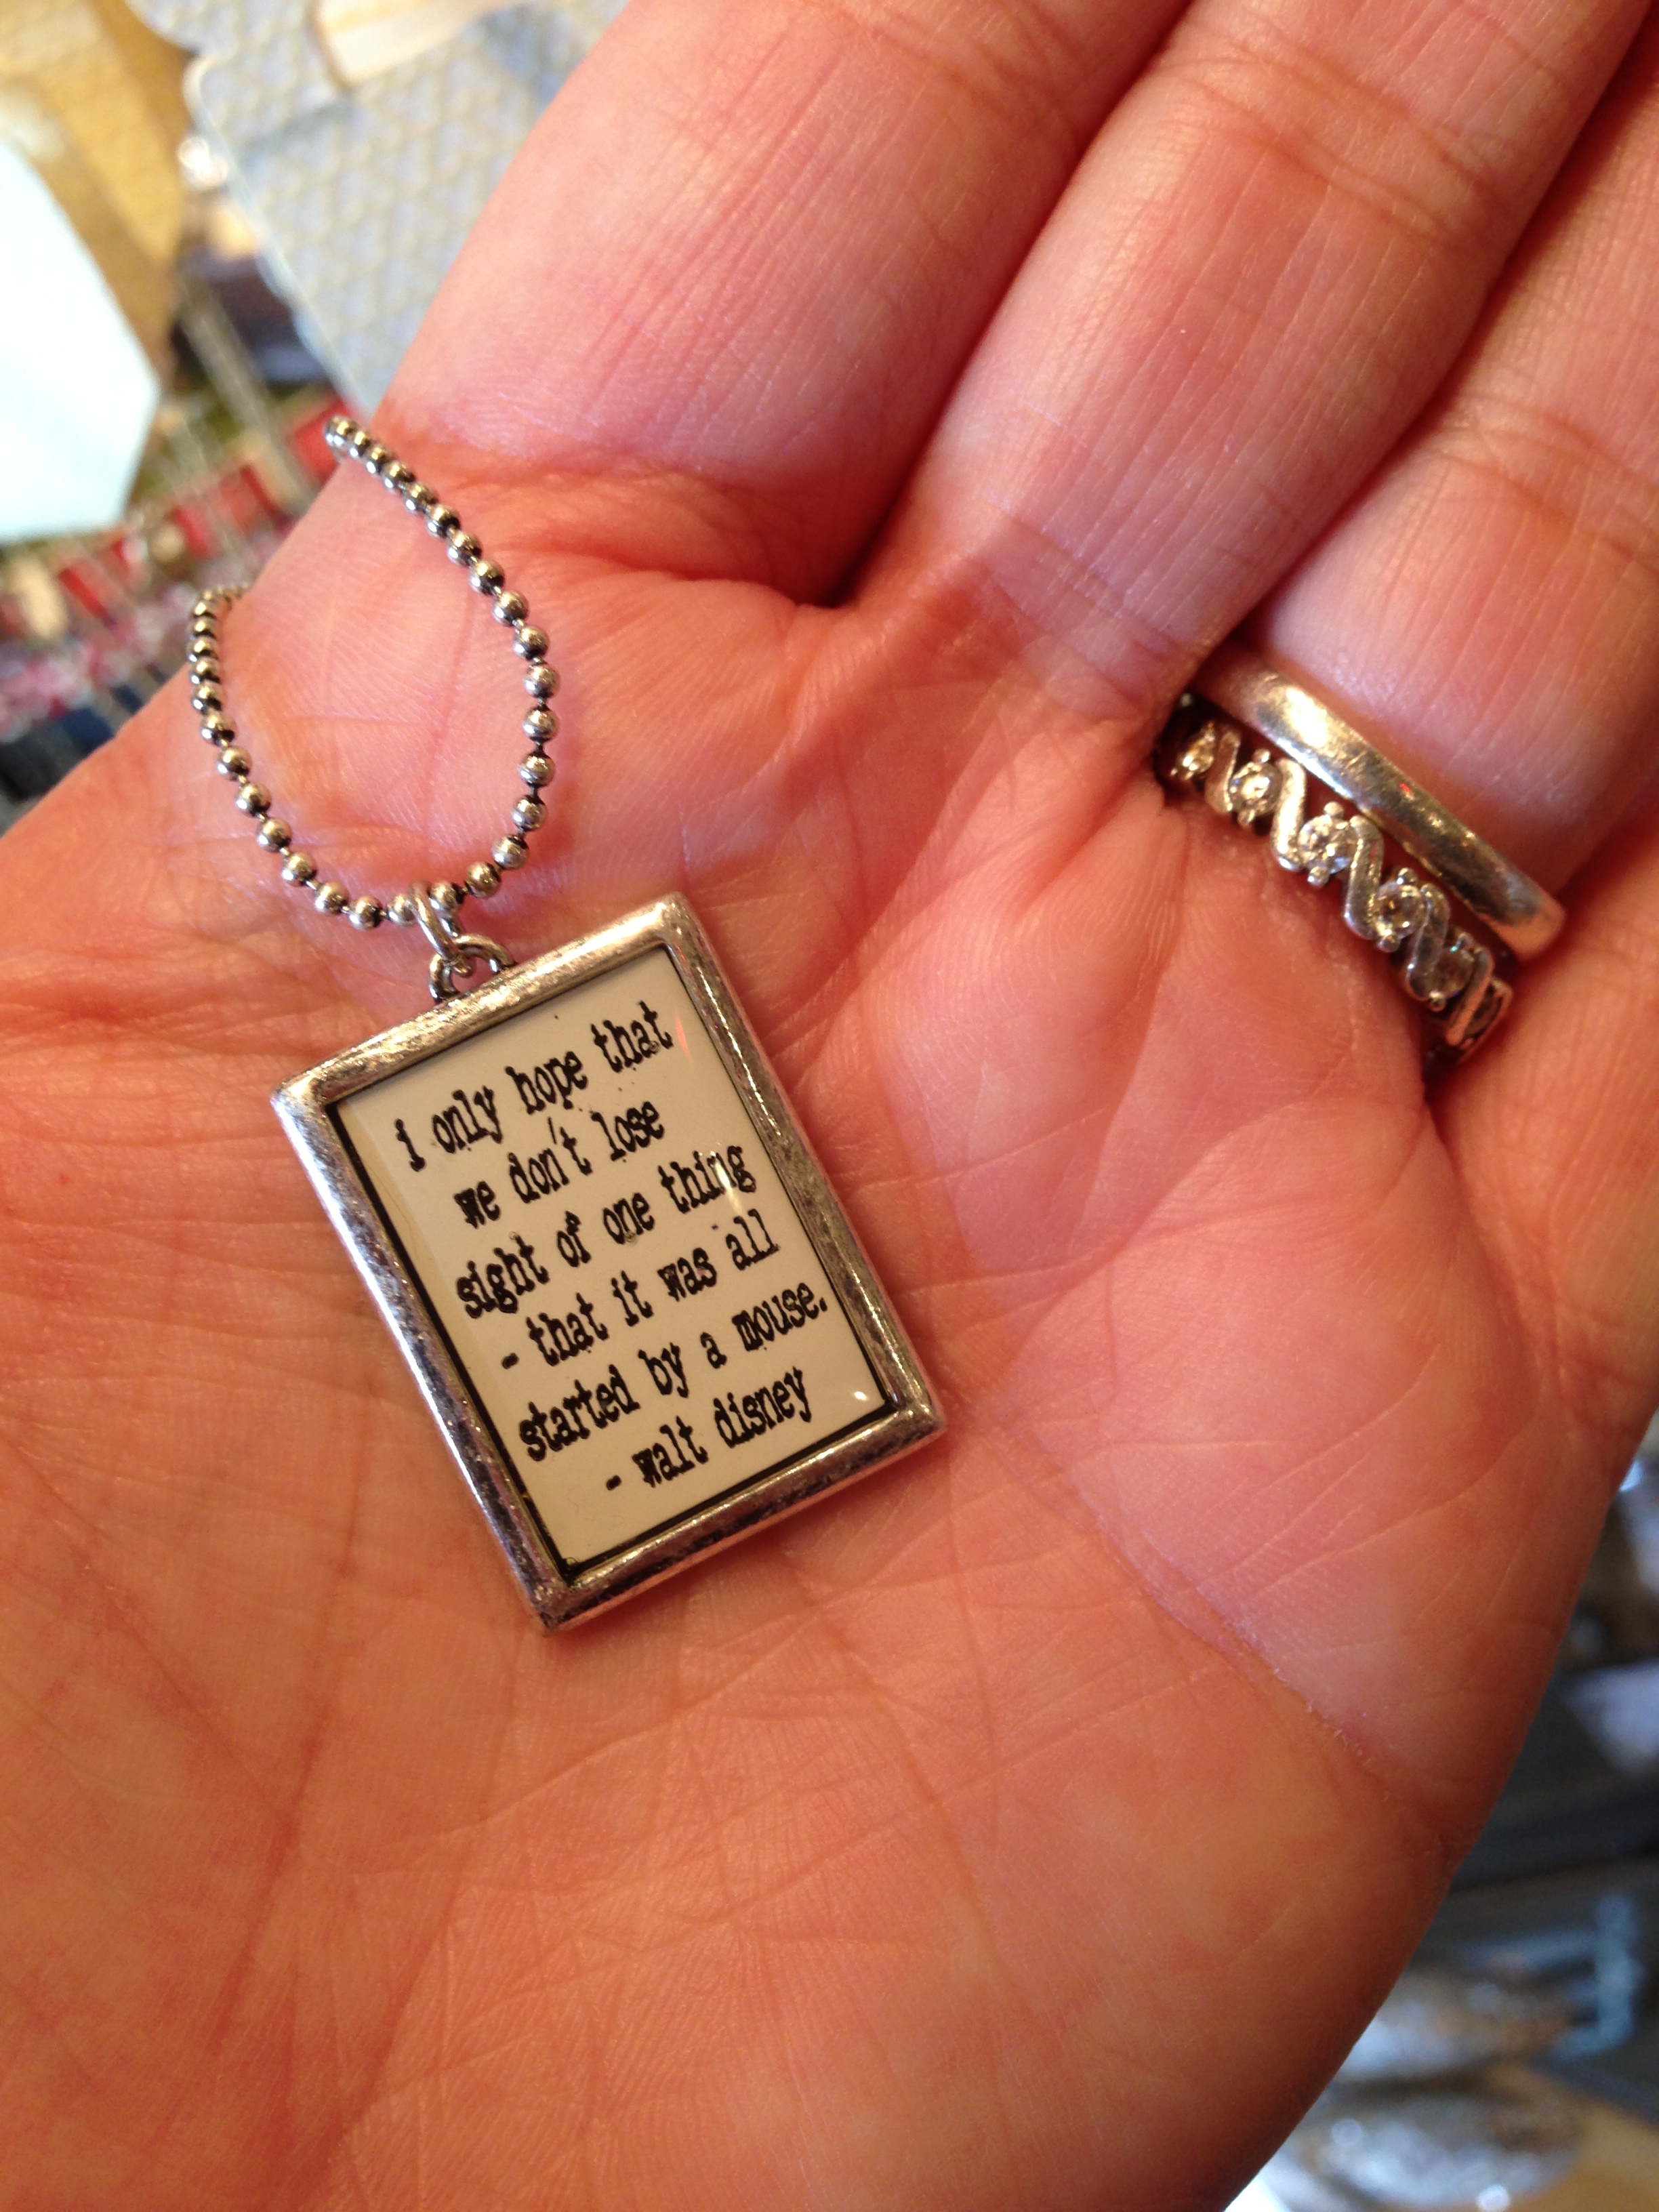 i only hope that
we don't lose
sight of one thing
- that it was all
started by a mouse.
- walt disney